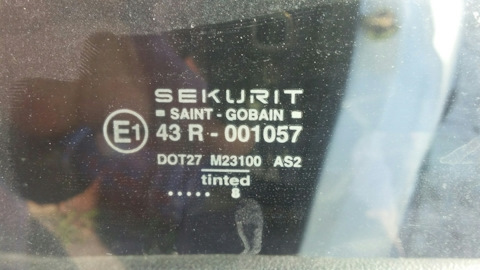 SEKURIT
SAINT - GOBAIN
E1 43 R - 001057
DOT27 M23100 AS2
tinted
..... 8